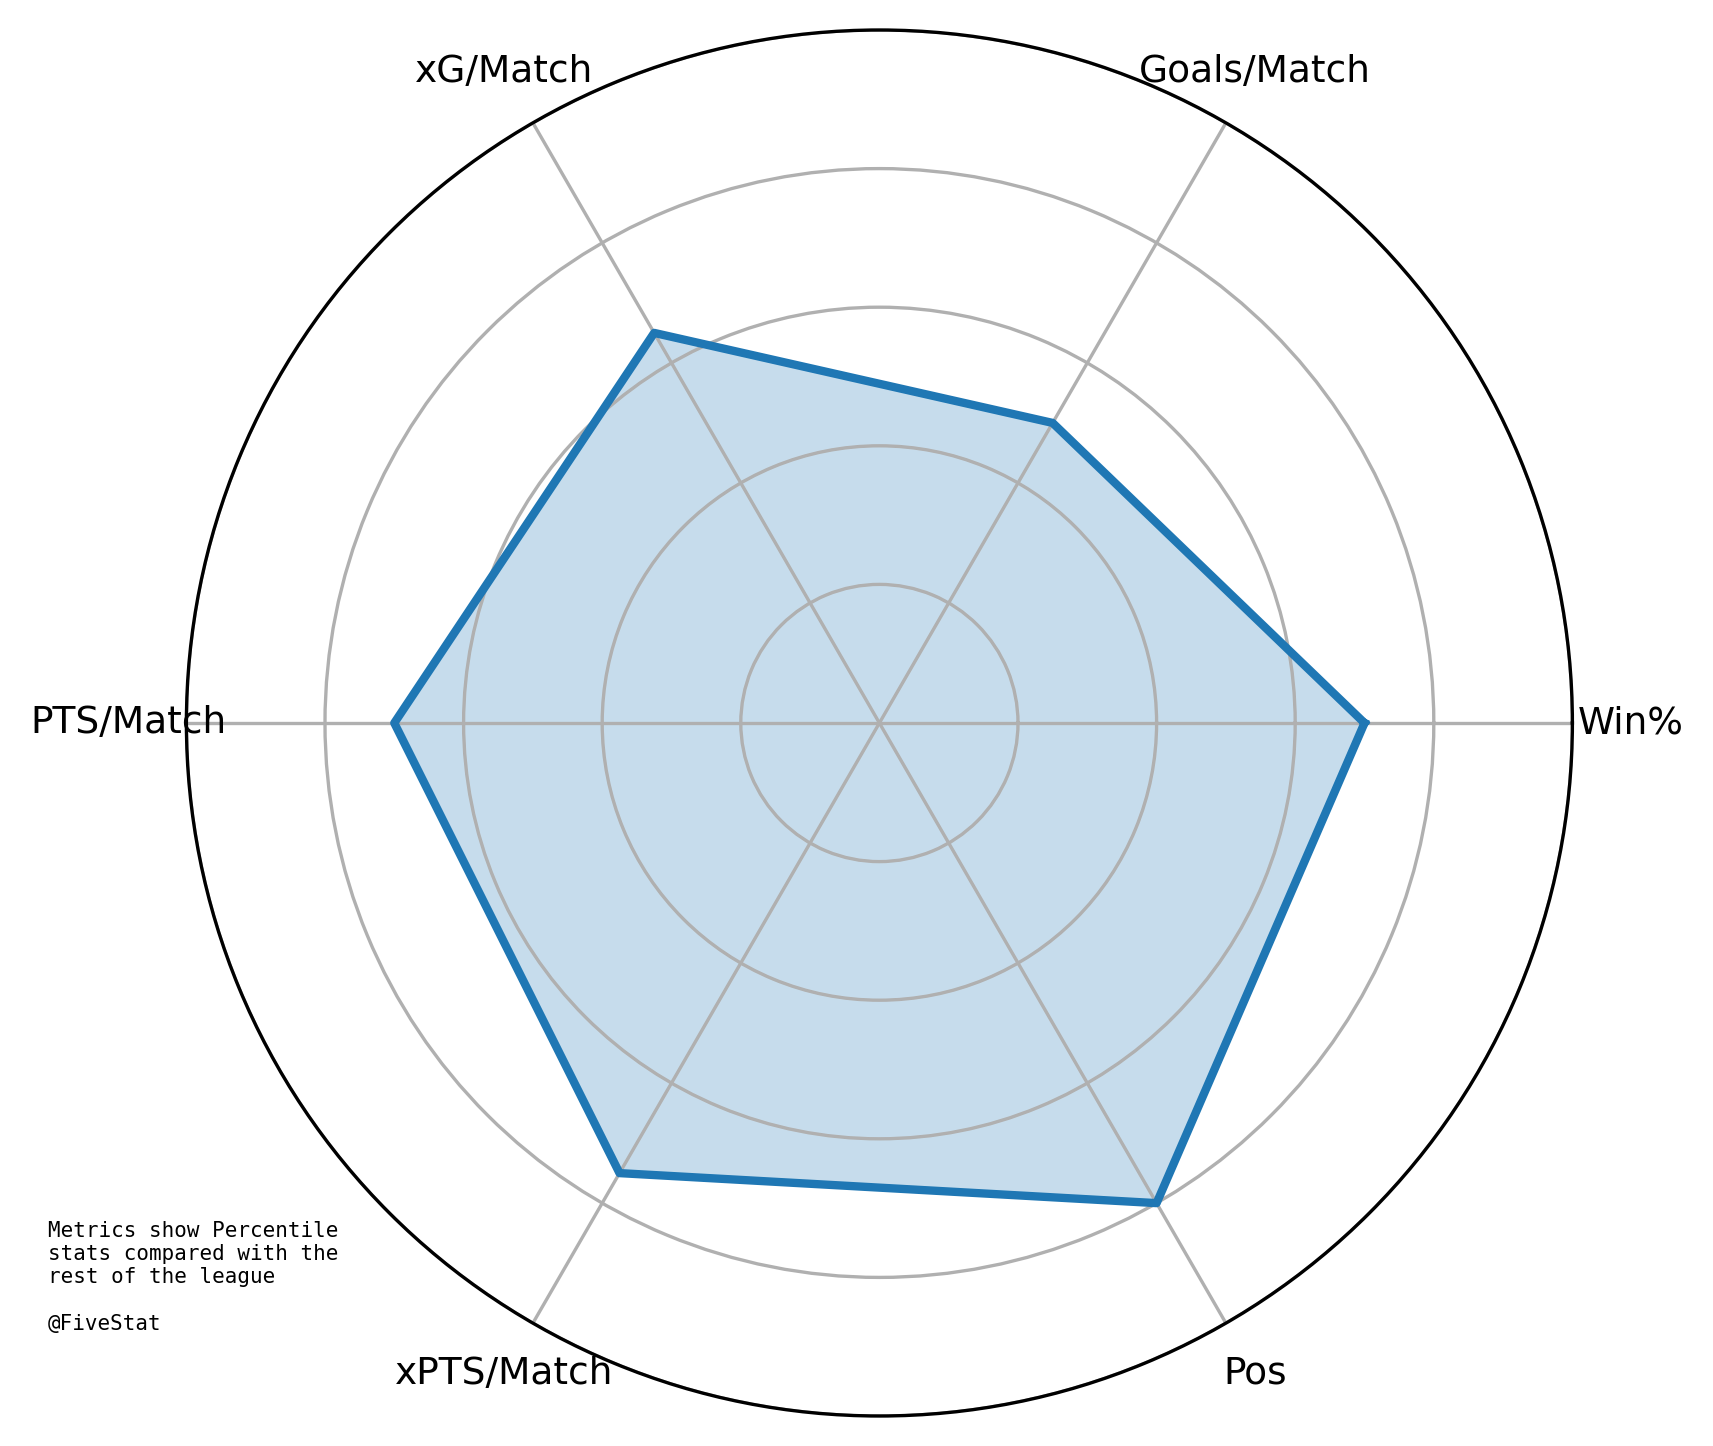 xG/Match
Goals/Match
PTS/Match
Win%
Metrics show Percentile
stats compared with the
rest of the league
@FiveStat
xPTS/Match
Pos